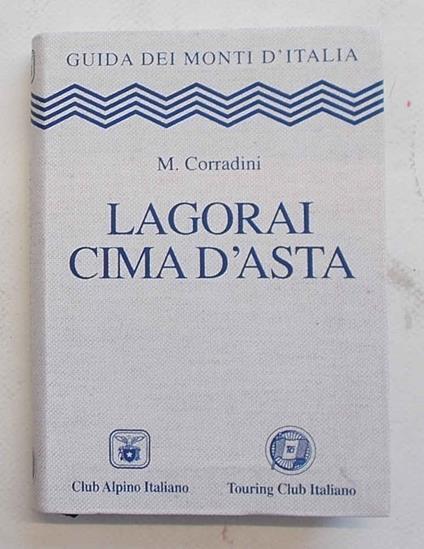 GUIDA DEI MONTI D'ITALIA
M. Corradini
LAGORAI
CIMA D'ASTA
Club Alpino Italiano
Touring Club Italiano